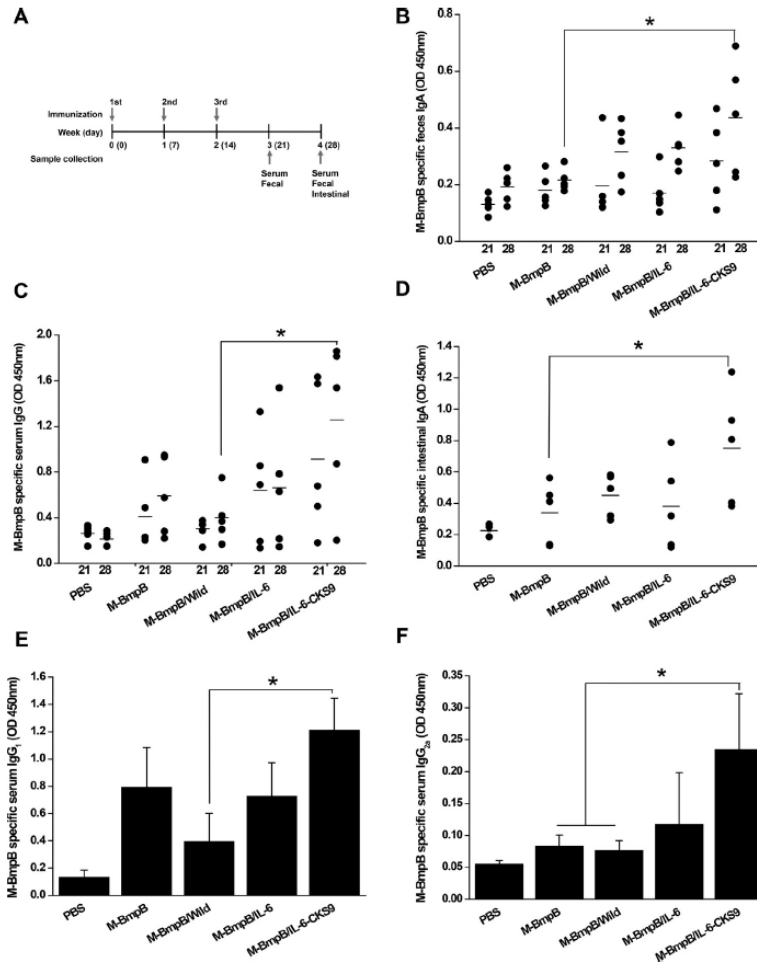 A
Immunization
1st 2nd 3rd
Week (day)
0 (0) 1 (7) 2 (14) 3 (21) 4 (28)
Sample collection
Serum
Fecal
Serum
Fecal
Intestinal
B
M-BmpB specific feces IgA (OD 450nm)
0.8
0.6
0.4
0.2
0.0
*
21 28 21 28 21 28 21 28 21 28
PBS
M-BmpB
M-BmpB/Wild
M-BmpB/IL-6
M-BmpB/IL-6-CKS9
C
M-BmpB specific serum IgG (OD 450nm)
2.0
1.6
1.2
0.8
0.4
0.0
*
21 28 21 28 21 28 21 28 21 28
PBS
M-BmpB
M-BmpB/Wild
M-BmpB/IL-6
M-BmpB/IL-6-CKS9
D
M-BmpB specific intestinal IgA (OD 450nm)
1.4
1.2
1.0
0.8
0.6
0.4
0.2
0.0
*
PBS
M-BmpB
M-BmpB/Wild
M-BmpB/IL-6
M-BmpB/IL-6-CKS9
E
M-BmpB specific serum IgG1 (OD 450nm)
1.6
1.4
1.2
1.0
0.8
0.6
0.4
0.2
0.0
*
PBS
M-BmpB
M-BmpB/Wild
M-BmpB/IL-6
M-BmpB/IL-6-CKS9
F
M-BmpB specific serum IgG2a (OD 450nm)
0.35
0.30
0.25
0.20
0.15
0.10
0.05
0.00
*
PBS
M-BmpB
M-BmpB/Wild
M-BmpB/IL-6
M-BmpB/IL-6-CKS9